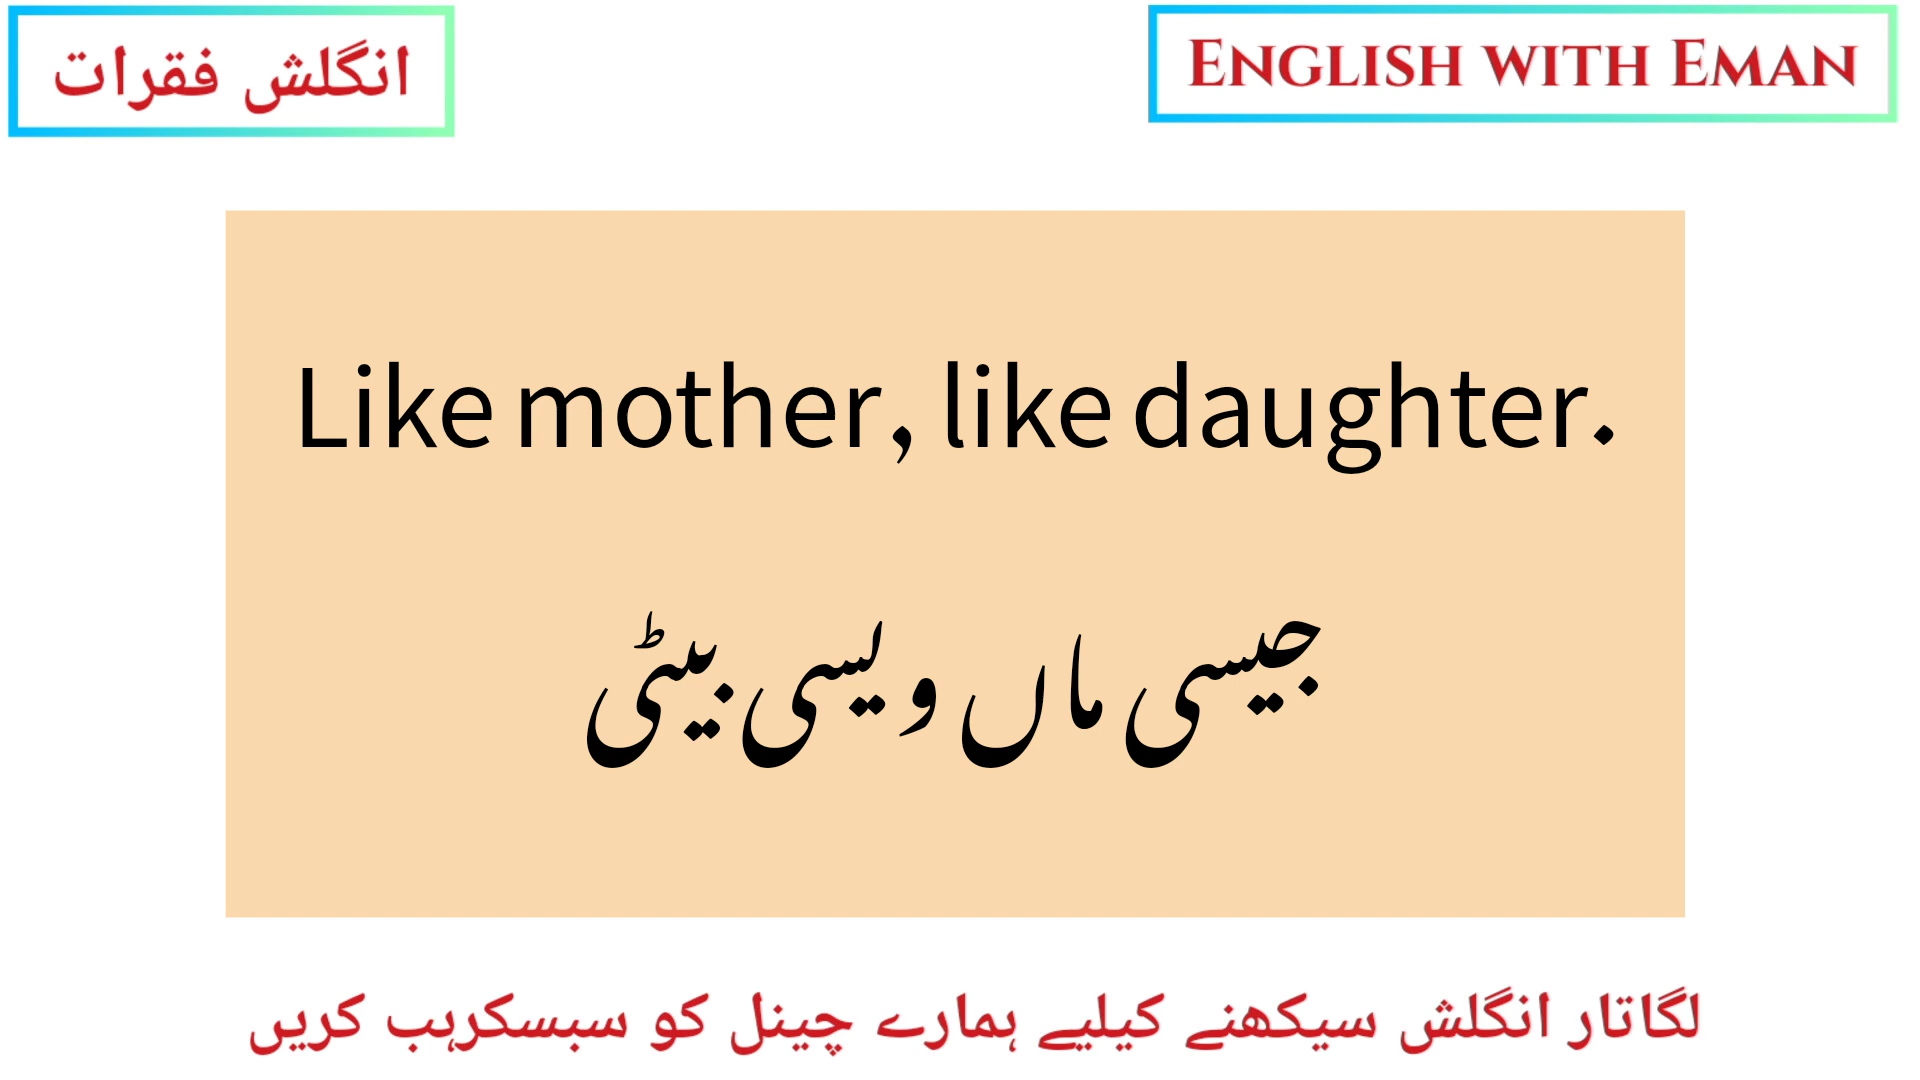 انگلش فقرات
English with Eman
Like mother, like daughter.
جیسی ماں ویسی بیٹی
لگاتار انگلش سیکھنے کیلیے ہمارے چینل کو سبسکرہب کریں